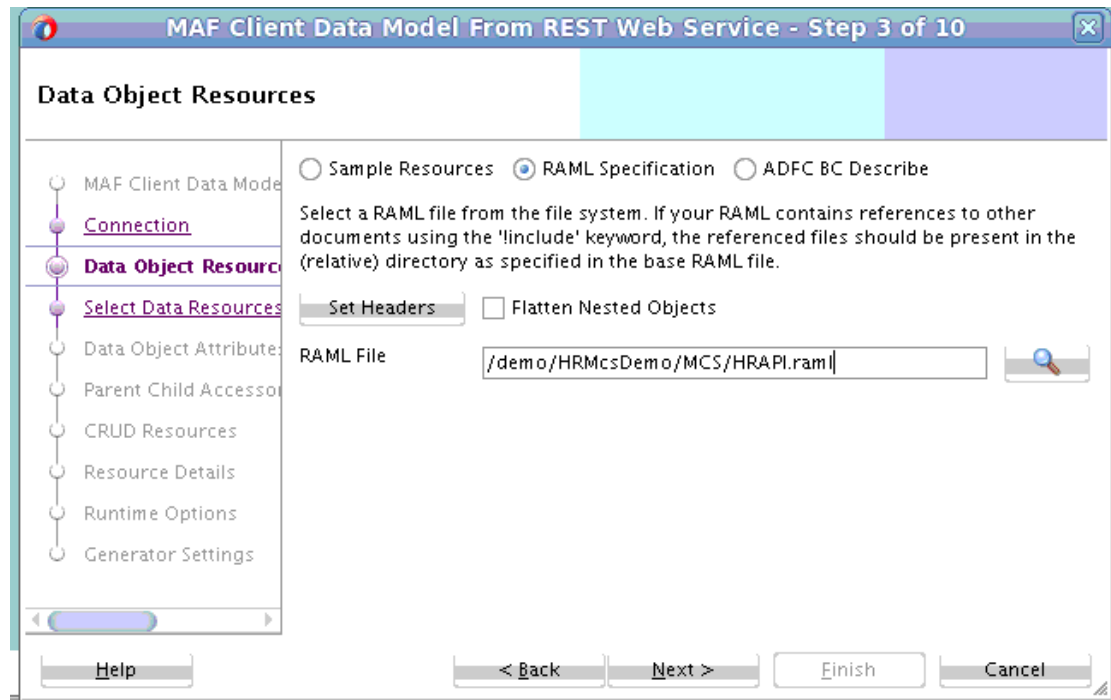 MAF Client Data Model From REST Web Service - Step 3 of 10
Data Object Resources
MAF Client Data Mode
Connection
Data Object Resourc
Select Data Resources
Data Object Attribute
Parent Child Accesso
CRUD Resources
Resource Details
Runtime Options
Generator Settings
Sample Resources RAML Specification ADFC BC Describe
Select a RAML file from the file system. If your RAML contains references to other
documents using the '!include' keyword, the referenced files should be present in the
(relative) directory as specified in the base RAML file.
Set Headers Flatten Nested Objects
RAML File /demo/HRMcsDemo/MCS/HRAPI.raml
Help < Back Next > Finish Cancel